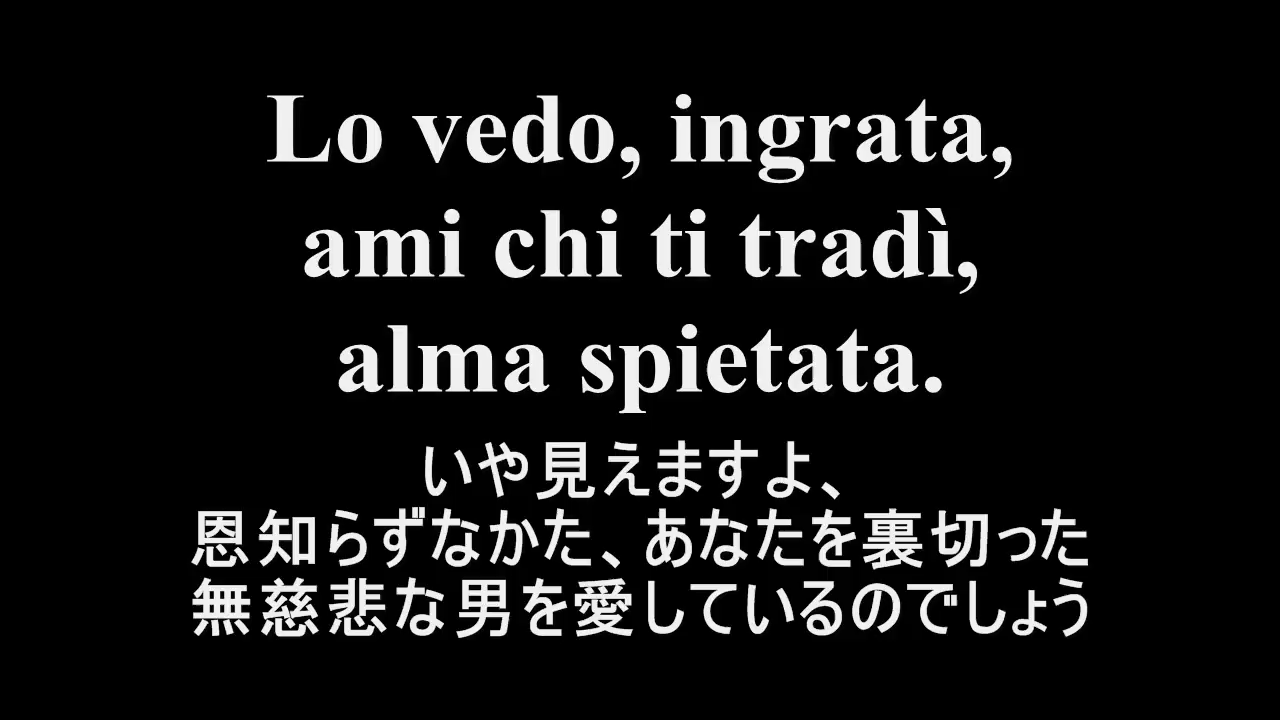 Lo vedo, ingrata,
ami chi ti tradì,
alma spietata.
いや見えますよ、
恩知らずなかた、あなたを裏切った
無慈悲な男を愛しているのでしょう